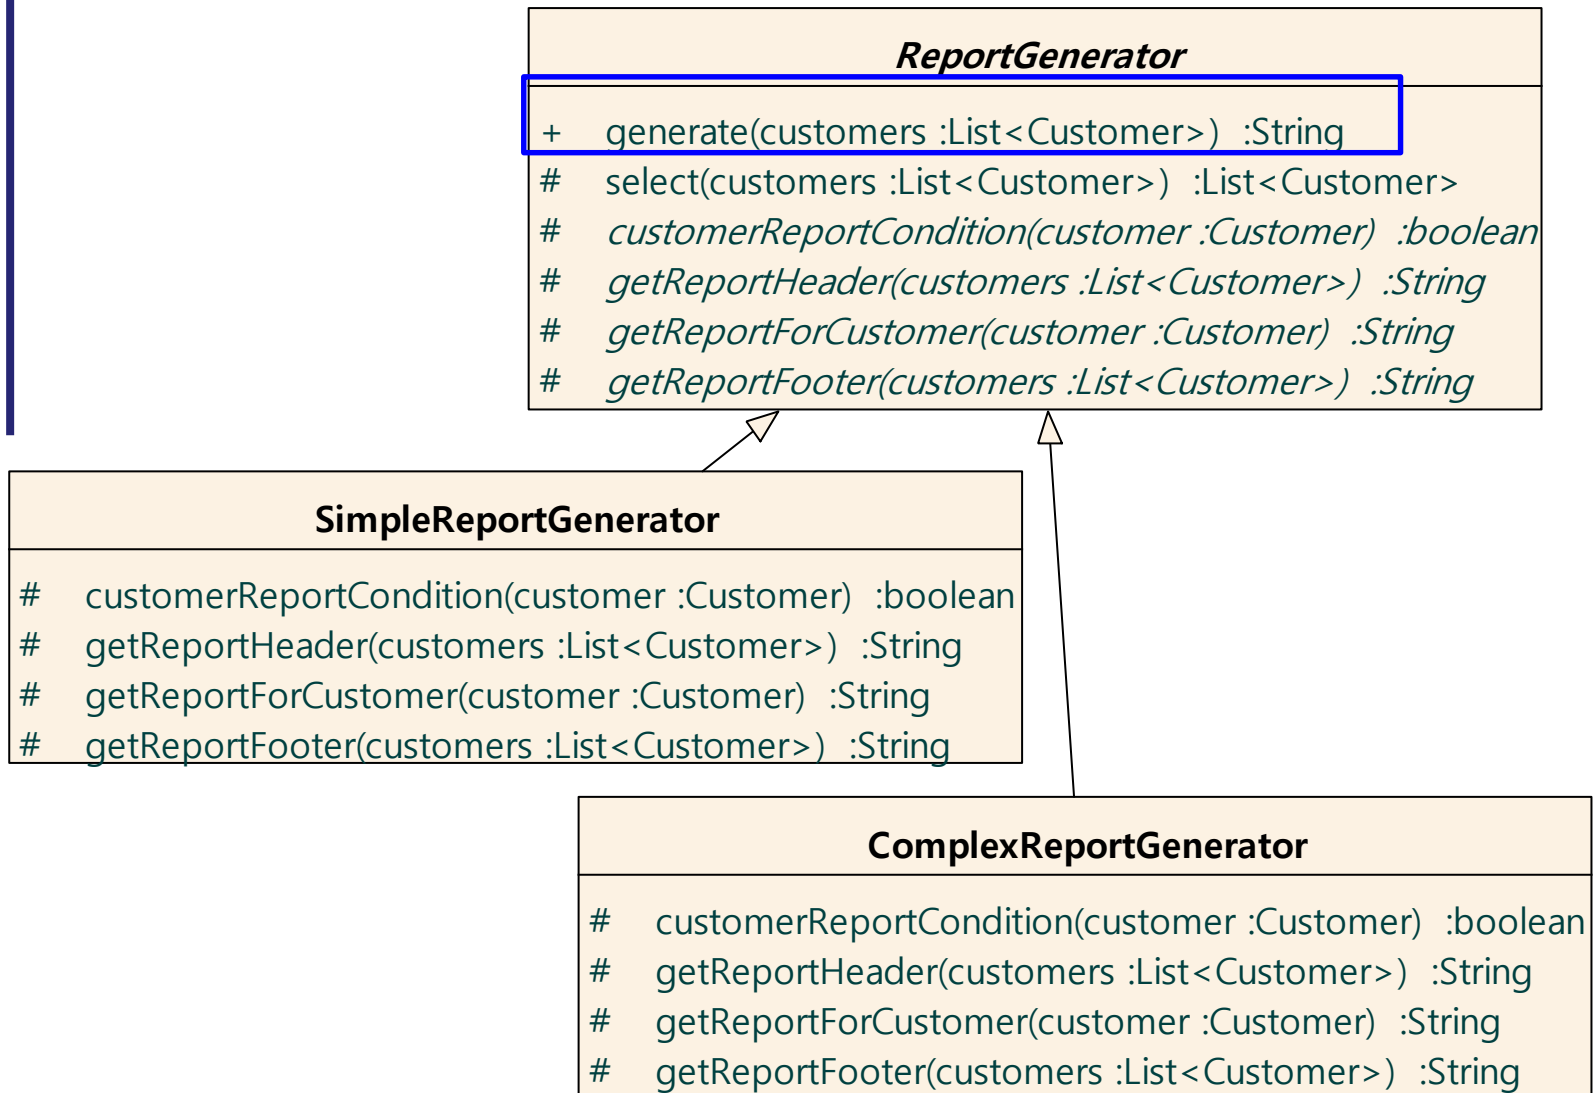 ReportGenerator
+ generate(customers :List<Customer>) :String
# select(customers :List<Customer>) :List<Customer>
# customerReportCondition(customer :Customer) :boolean
# getReportHeader(customers :List<Customer>) :String
# getReportForCustomer(customer :Customer) :String
# getReportFooter(customers :List<Customer>) :String
SimpleReportGenerator
# customerReportCondition(customer :Customer) :boolean
# getReportHeader(customers :List<Customer>) :String
# getReportForCustomer(customer :Customer) :String
# getReportFooter(customers :List<Customer>) :String
ComplexReportGenerator
# customerReportCondition(customer :Customer) :boolean
# getReportHeader(customers :List<Customer>) :String
# getReportForCustomer(customer :Customer) :String
# getReportFooter(customers :List<Customer>) :String